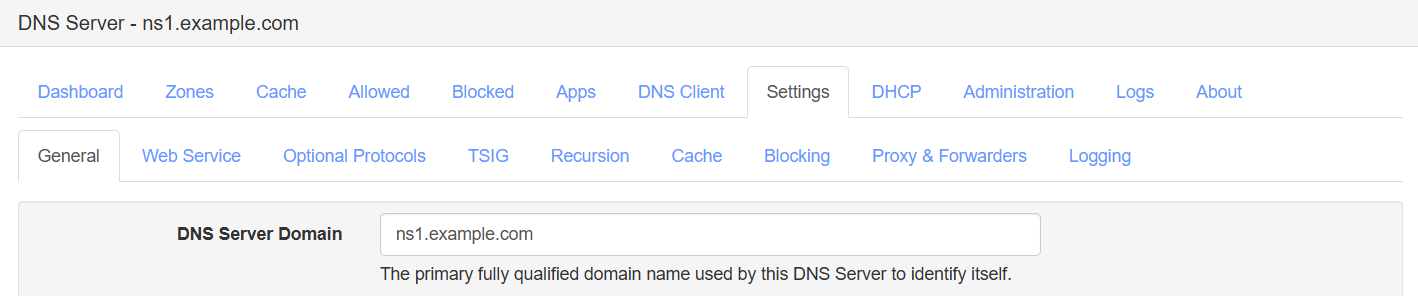 DNS Server - ns1.example.com
Dashboard Zones Cache Allowed Blocked Apps DNS Client Settings DHCP Administration Logs About
General Web Service Optional Protocols TSIG Recursion Cache Blocking Proxy & Forwarders Logging
DNS Server Domain ns1.example.com
The primary fully qualified domain name used by this DNS Server to identify itself.